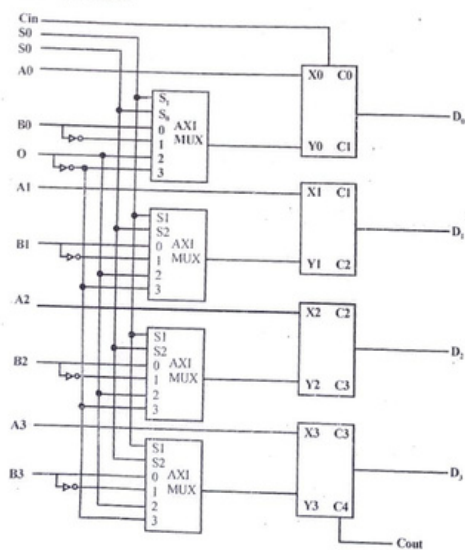 Cin
S0
S0
A0 X0 C0
S₁
S₀
D₀
B0 0 AXI
1 MUX Y0 C1
O 2
3
A1 X1 C1
S1
S2
D₁
B1 0 AXI
1 MUX Y1 C2
2
3
A2 X2 C2
S1
S2
D₂
B2 0 AXI
1 MUX Y2 C3
2
3
A3 X3 C3
S1
S2
D₃
B3 0 AXI
1 MUX Y3 C4
2
3
Cout